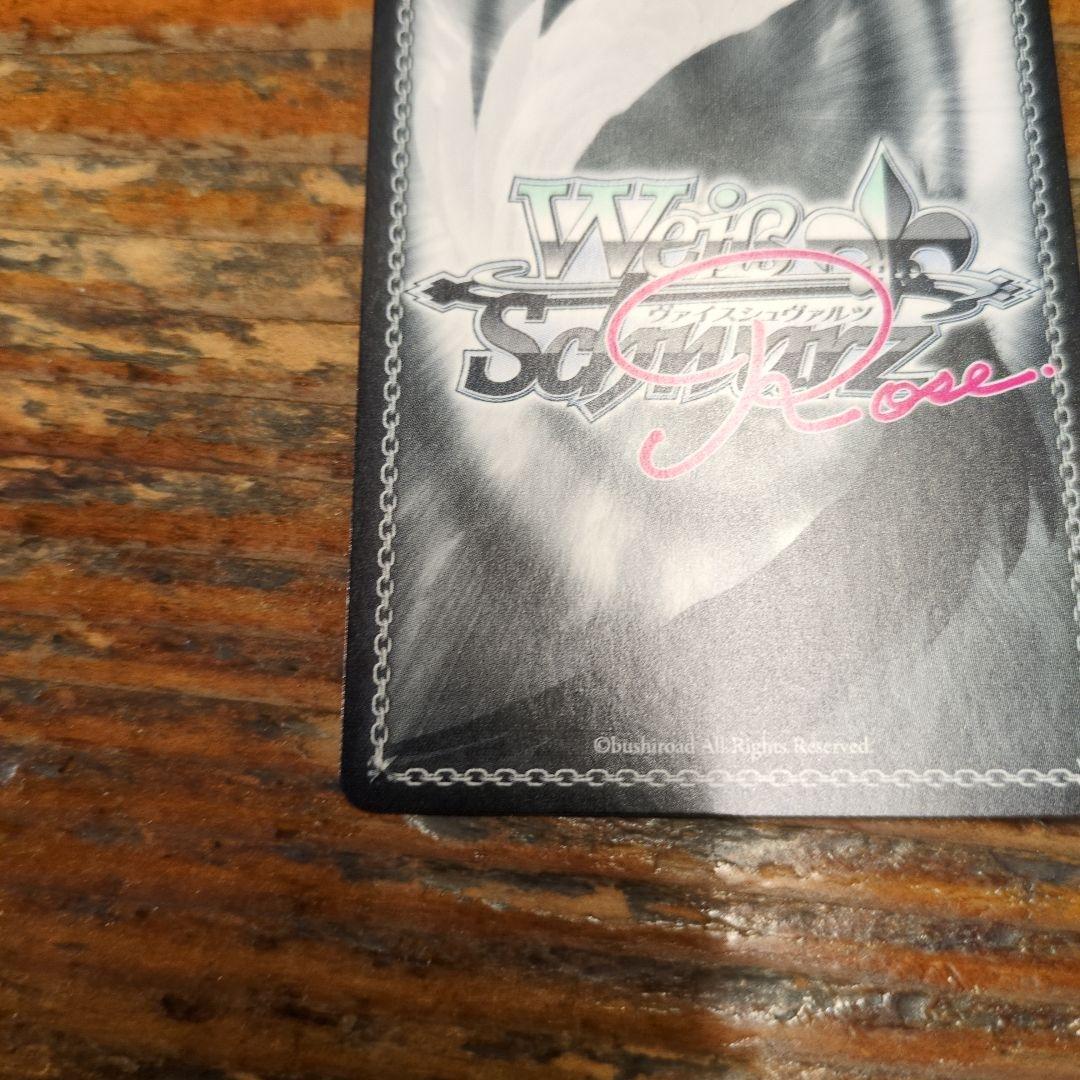 Weiß
ヴァイスシュヴァルツ
Schwarz
Rose.
©bushiroad All Rights Reserved.